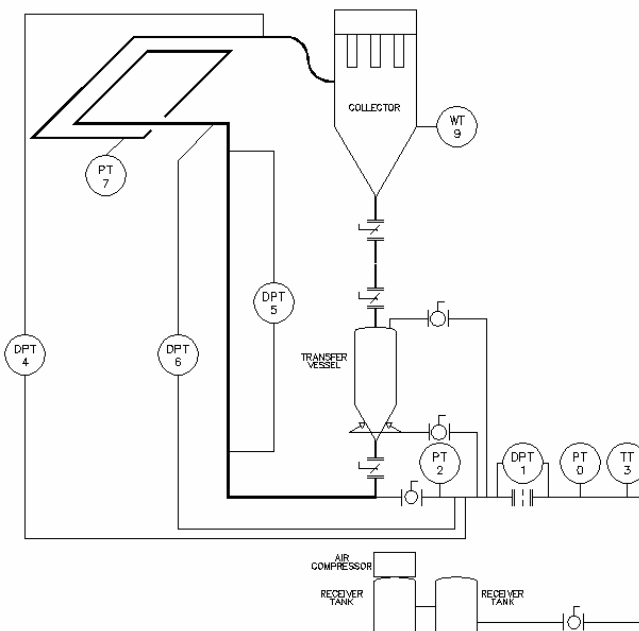 COLLECTOR
WT
9
PT
7
DPT
5
DPT
4
DPT
6
TRANSFER
VESSEL
PT
2
DPT
1
PT
0
TT
3
AIR
COMPRESSOR
RECEIVER
TANK
RECEIVER
TANK